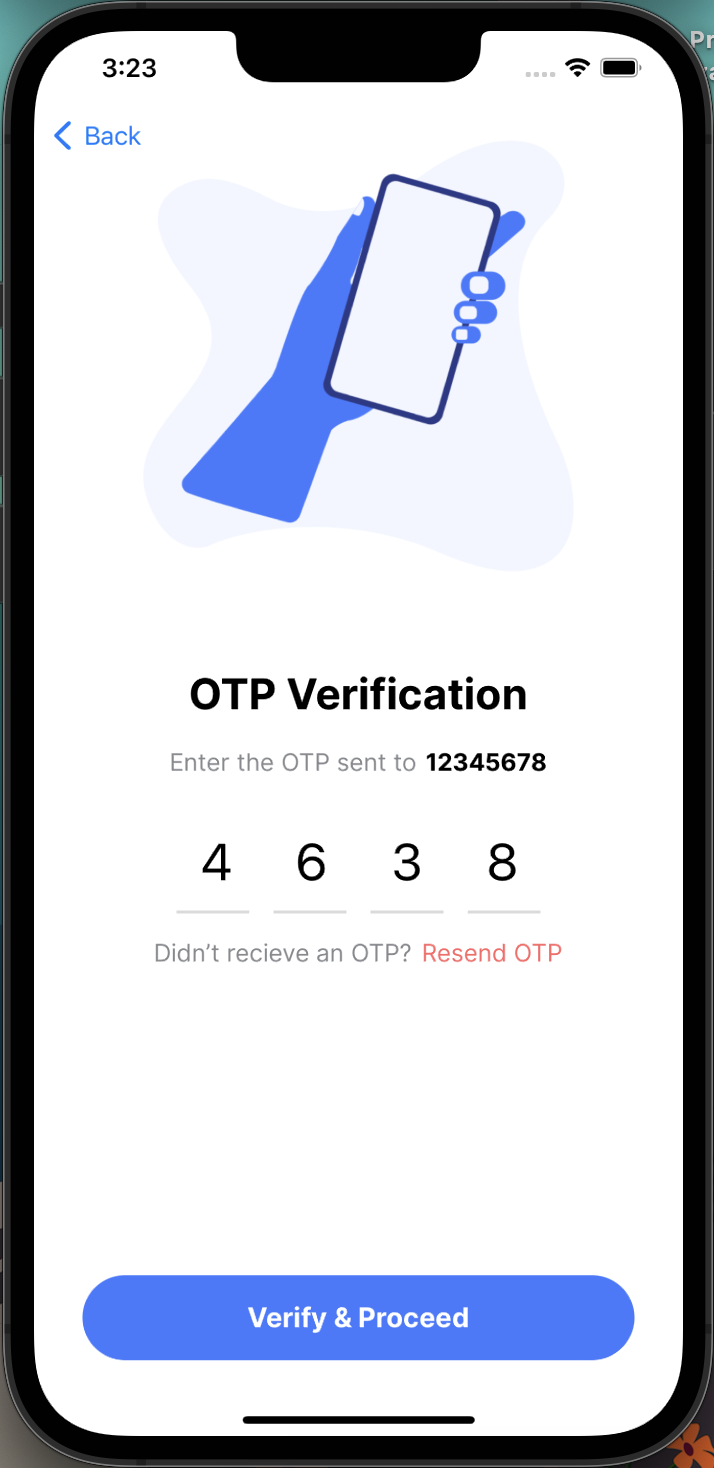 3:23
Back
OTP Verification
Enter the OTP sent to 12345678
4 6 3 8
Didn’t recieve an OTP? Resend OTP
Verify & Proceed